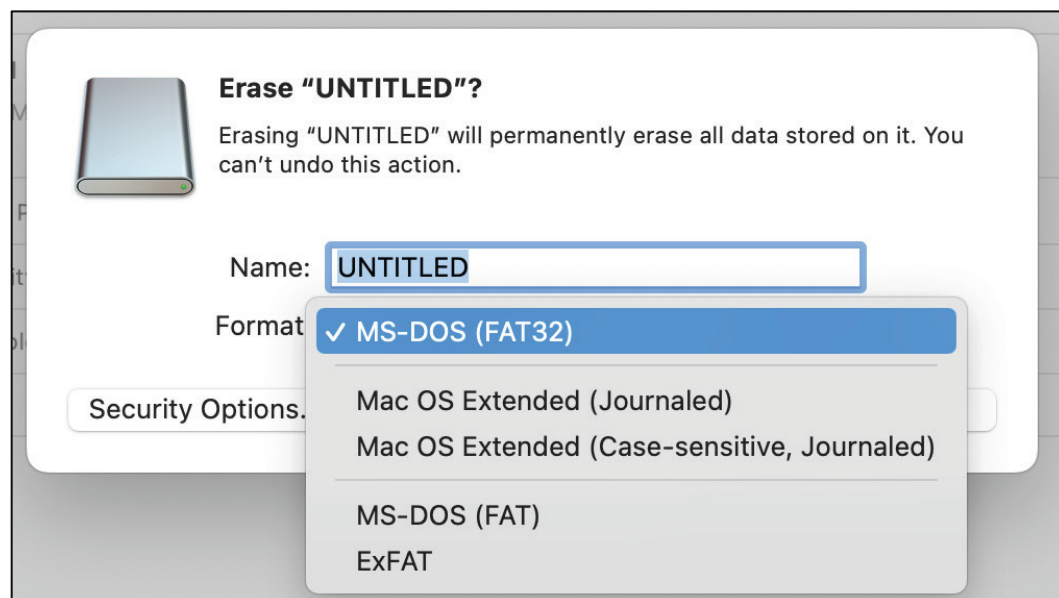 Erase “UNTITLED”?
Erasing “UNTITLED” will permanently erase all data stored on it. You
can’t undo this action.
Name: UNTITLED
Format
✓ MS-DOS (FAT32)
Mac OS Extended (Journaled)
Security Options.
Mac OS Extended (Case-sensitive, Journaled)
MS-DOS (FAT)
ExFAT